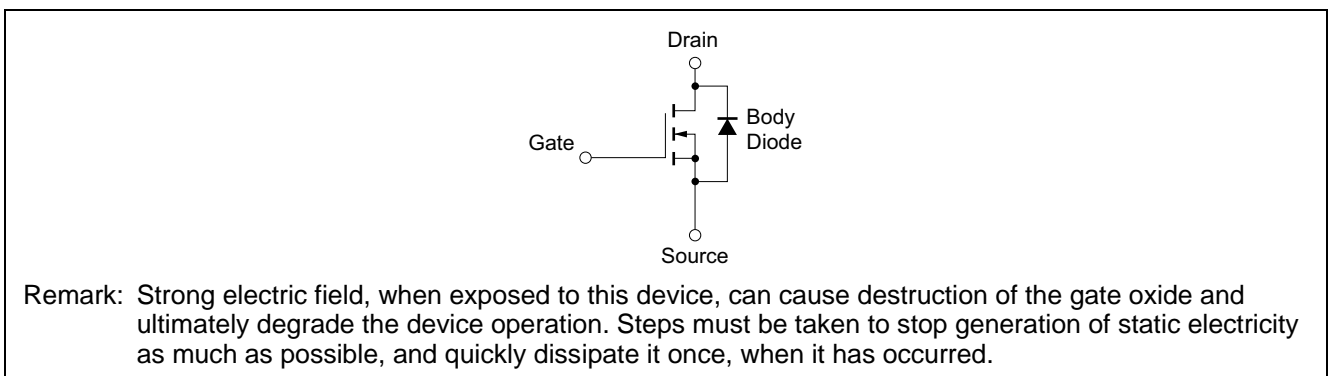 Drain
Body
Diode
Gate
Source
Remark: Strong electric field, when exposed to this device, can cause destruction of the gate oxide and
ultimately degrade the device operation. Steps must be taken to stop generation of static electricity
as much as possible, and quickly dissipate it once, when it has occurred.